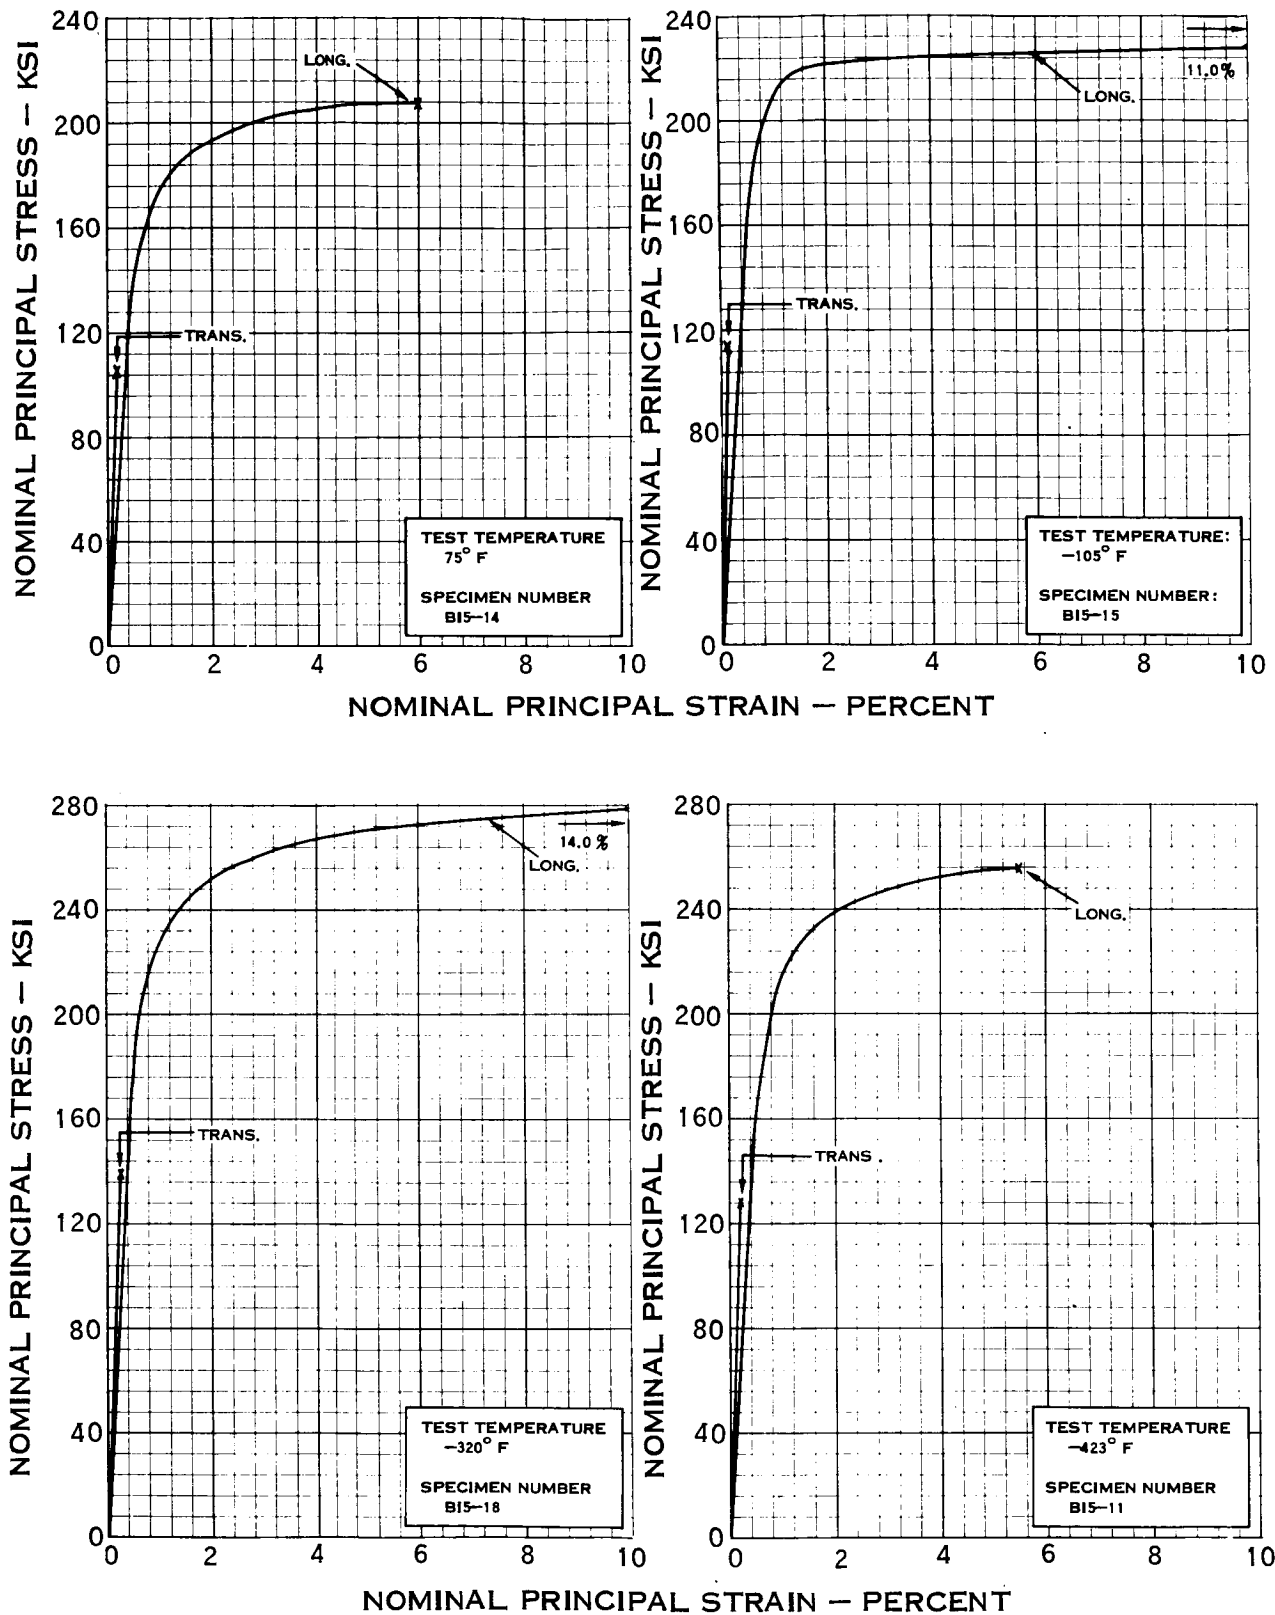 NOMINAL PRINCIPAL STRESS — KSI
240
200
160
120
80
40
0
LONG.
TRANS.
TEST TEMPERATURE
75° F
SPECIMEN NUMBER
B15—14
0 2 4 6 8 10
NOMINAL PRINCIPAL STRESS — KSI
240
200
160
120
80
40
0
11.0%
LONG.
TRANS.
TEST TEMPERATURE:
—105° F
SPECIMEN NUMBER:
B15—15
0 2 4 6 8 10
NOMINAL PRINCIPAL STRAIN — PERCENT
NOMINAL PRINCIPAL STRESS — KSI
280
240
200
160
120
80
40
0
14.0%
LONG.
TRANS.
TEST TEMPERATURE
—320° F
SPECIMEN NUMBER
B15—18
0 2 4 6 8 10
NOMINAL PRINCIPAL STRESS — KSI
280
240
200
160
120
80
40
0
LONG.
TRANS .
TEST TEMPERATURE
—423° F
SPECIMEN NUMBER
B15—11
0 2 4 6 8 10
NOMINAL PRINCIPAL STRAIN — PERCENT